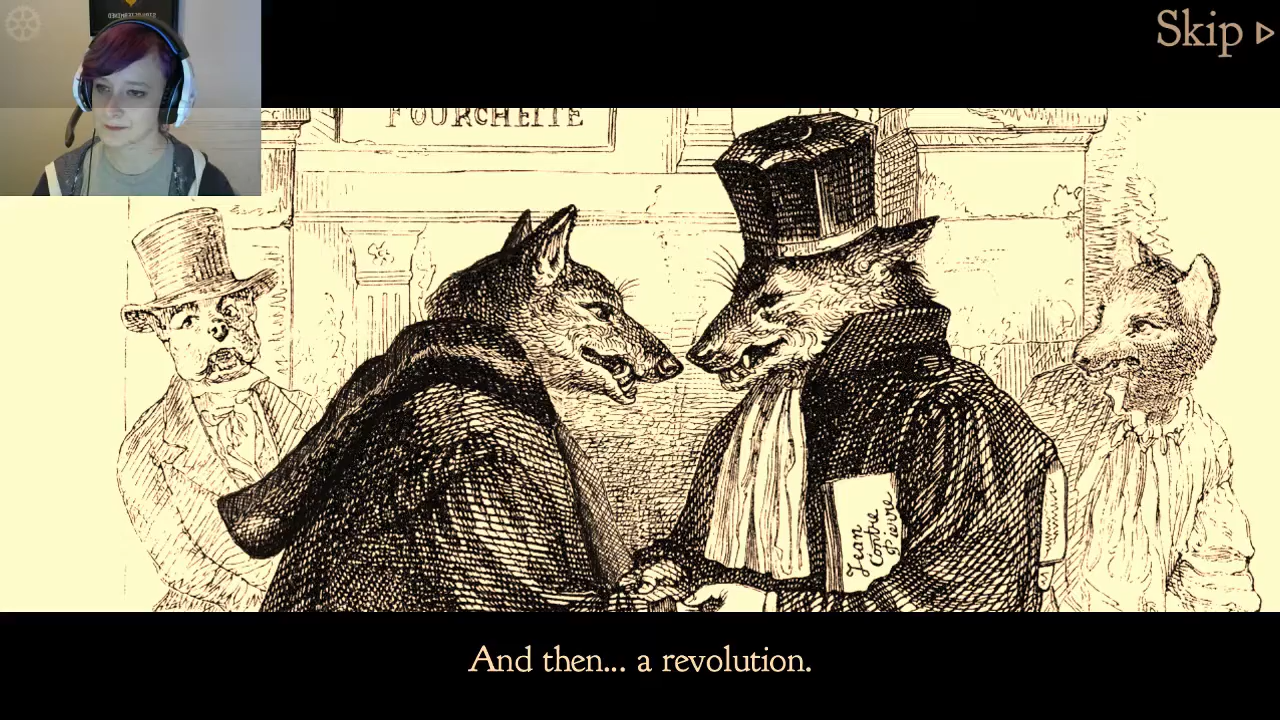 Skip
FOURCHETTE
Jean
Contre
Pierre
And then... a revolution.